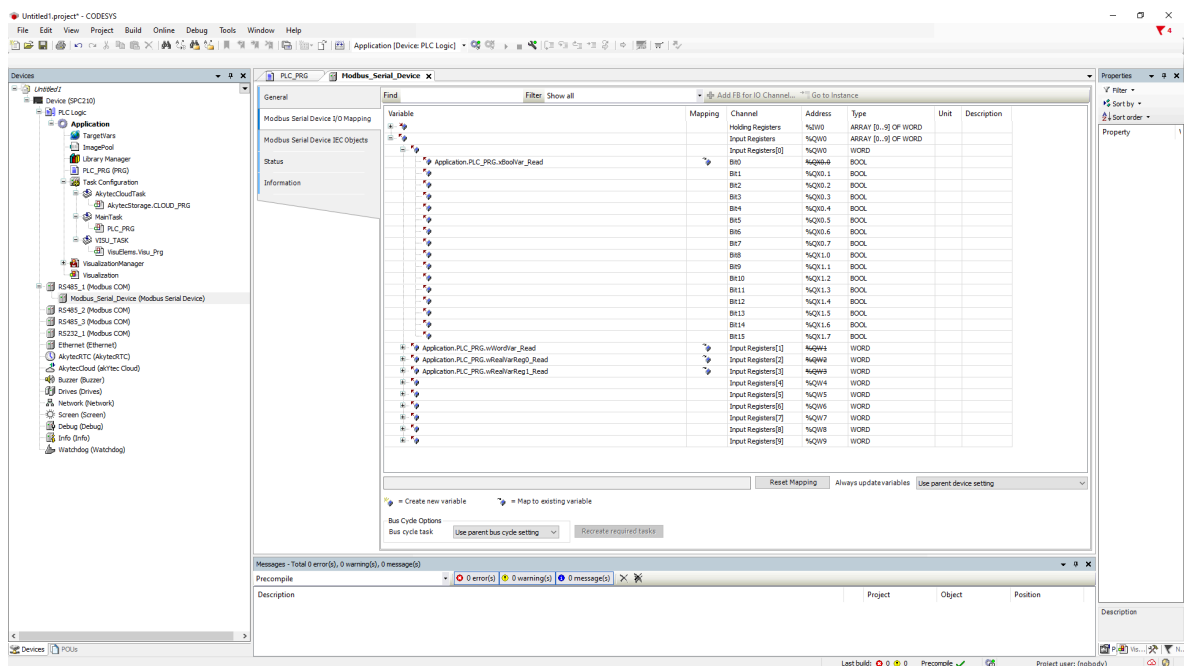 Untitled1.project* - CODESYS
File Edit View Project Build Online Debug Tools Window Help
4
Application [Device: PLC Logic]
Devices
Untitled1
Device (SPC210)
PLC Logic
Application
TargetVars
ImagePool
Library Manager
PLC_PRG (PRG)
Task Configuration
AkytecCloudTask
AkytecStorage.CLOUD_PRG
MainTask
PLC_PRG
VISU_TASK
VisuElems.Visu_Prg
VisualizationManager
Visualization
RS485_1 (Modbus COM)
Modbus_Serial_Device (Modbus Serial Device)
RS485_2 (Modbus COM)
RS485_3 (Modbus COM)
RS232_1 (Modbus COM)
Ethernet (Ethernet)
AkytecRTC (AkytecRTC)
AkytecCloud (akYtec Cloud)
Buzzer (Buzzer)
Drives (Drives)
Network (Network)
Screen (Screen)
Debug (Debug)
Info (Info)
Watchdog (Watchdog)
Devices POUs
PLC_PRG Modbus_Serial_Device
General
Modbus Serial Device I/O Mapping
Modbus Serial Device IEC Objects
Status
Information
Find Filter Show all Add FB for IO Channel... Go to Instance
Variable Mapping Channel Address Type Unit Description
Holding Registers %IW0 ARRAY [0..9] OF WORD
Input Registers %QW0 ARRAY [0..9] OF WORD
Input Registers[0] %QW0 WORD
Application.PLC_PRG.xBoolVar_Read Bit0 %QX0.0 BOOL
Bit1 %QX0.1 BOOL
Bit2 %QX0.2 BOOL
Bit3 %QX0.3 BOOL
Bit4 %QX0.4 BOOL
Bit5 %QX0.5 BOOL
Bit6 %QX0.6 BOOL
Bit7 %QX0.7 BOOL
Bit8 %QX1.0 BOOL
Bit9 %QX1.1 BOOL
Bit10 %QX1.2 BOOL
Bit11 %QX1.3 BOOL
Bit12 %QX1.4 BOOL
Bit13 %QX1.5 BOOL
Bit14 %QX1.6 BOOL
Bit15 %QX1.7 BOOL
Application.PLC_PRG.wWordVar_Read Input Registers[1] %QW1 WORD
Application.PLC_PRG.wRealVarReg0_Read Input Registers[2] %QW2 WORD
Application.PLC_PRG.wRealVarReg1_Read Input Registers[3] %QW3 WORD
Input Registers[4] %QW4 WORD
Input Registers[5] %QW5 WORD
Input Registers[6] %QW6 WORD
Input Registers[7] %QW7 WORD
Input Registers[8] %QW8 WORD
Input Registers[9] %QW9 WORD
Reset Mapping Always update variables Use parent device setting
= Create new variable = Map to existing variable
Bus Cycle Options
Bus cycle task Use parent bus cycle setting Recreate required tasks
Messages - Total 0 error(s), 0 warning(s), 0 message(s)
Precompile 0 error(s) 0 warning(s) 0 message(s)
Description Project Object Position
Properties
Filter
Sort by
Sort order
Property
Description
P... Vis... N...
Last build: 0 0 Precompile Project user: (nobody)